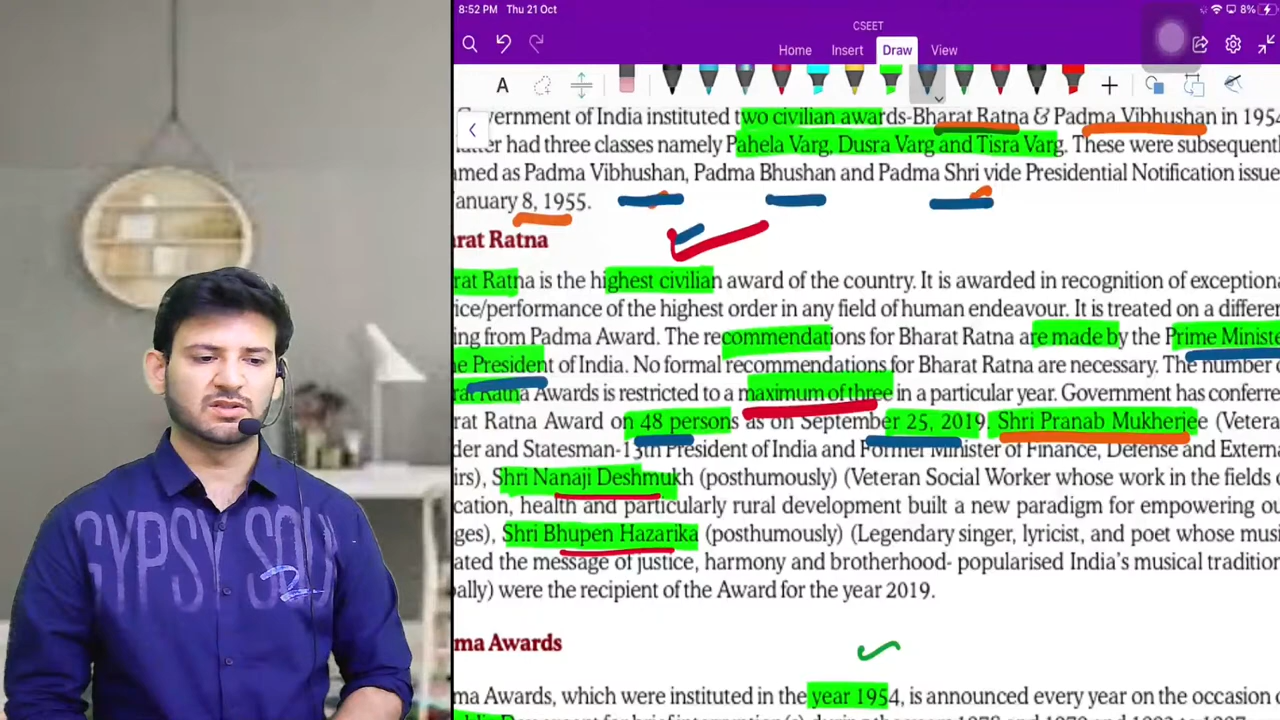 8:52 PM Thu 21 Oct
8%
CSEET
Home Insert Draw View
A
vernment of India instituted two civilian awards-Bharat Ratna & Padma Vibhushan in 1954
atter had three classes namely Pahela Varg, Dusra Varg and Tisra Varg. These were subsequent
amed as Padma Vibhushan, Padma Bhushan and Padma Shri vide Presidential Notification issue
anuary 8, 1955.
arat Ratna
rat Ratna is the highest civilian award of the country. It is awarded in recognition of exceptiona
ice/performance of the highest order in any field of human endeavour. It is treated on a differen
ing from Padma Award. The recommendations for Bharat Ratna are made by the Prime Ministe
e President of India. No formal recommendations for Bharat Ratna are necessary. The number o
rat Ratna Awards is restricted to a maximum of three in a particular year. Government has conferre
rat Ratna Award on 48 persons as on September 25, 2019. Shri Pranab Mukherjee (Vetera
der and Statesman-13th President of India and Former Minister of Finance, Defense and Externa
irs), Shri Nanaji Deshmukh (posthumously) (Veteran Social Worker whose work in the fields o
cation, health and particularly rural development built a new paradigm for empowering ou
ges), Shri Bhupen Hazarika (posthumously) (Legendary singer, lyricist, and poet whose musi
ated the message of justice, harmony and brotherhood- popularised India's musical tradition
ally) were the recipient of the Award for the year 2019.
ma Awards
ma Awards, which were instituted in the year 1954, is announced every year on the occasion o
GYPSY SOU